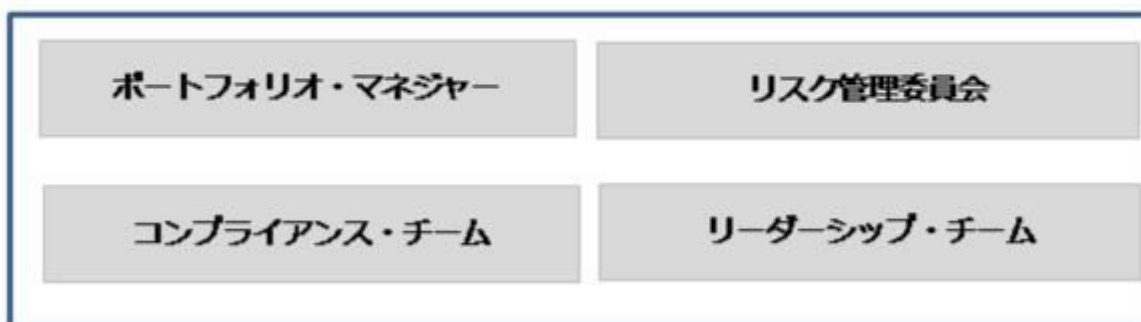 ポートフォリオ・マネジャー
リスク管理委員会
コンプライアンス・チーム
リーダーシップ・チーム